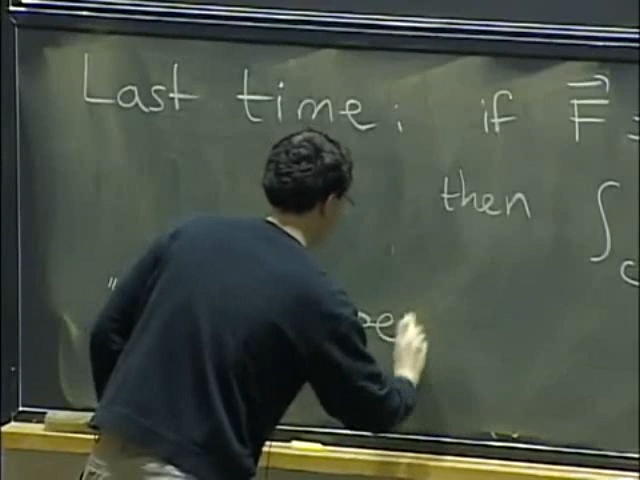 Last time : if F⃗ =
then ∫c
"